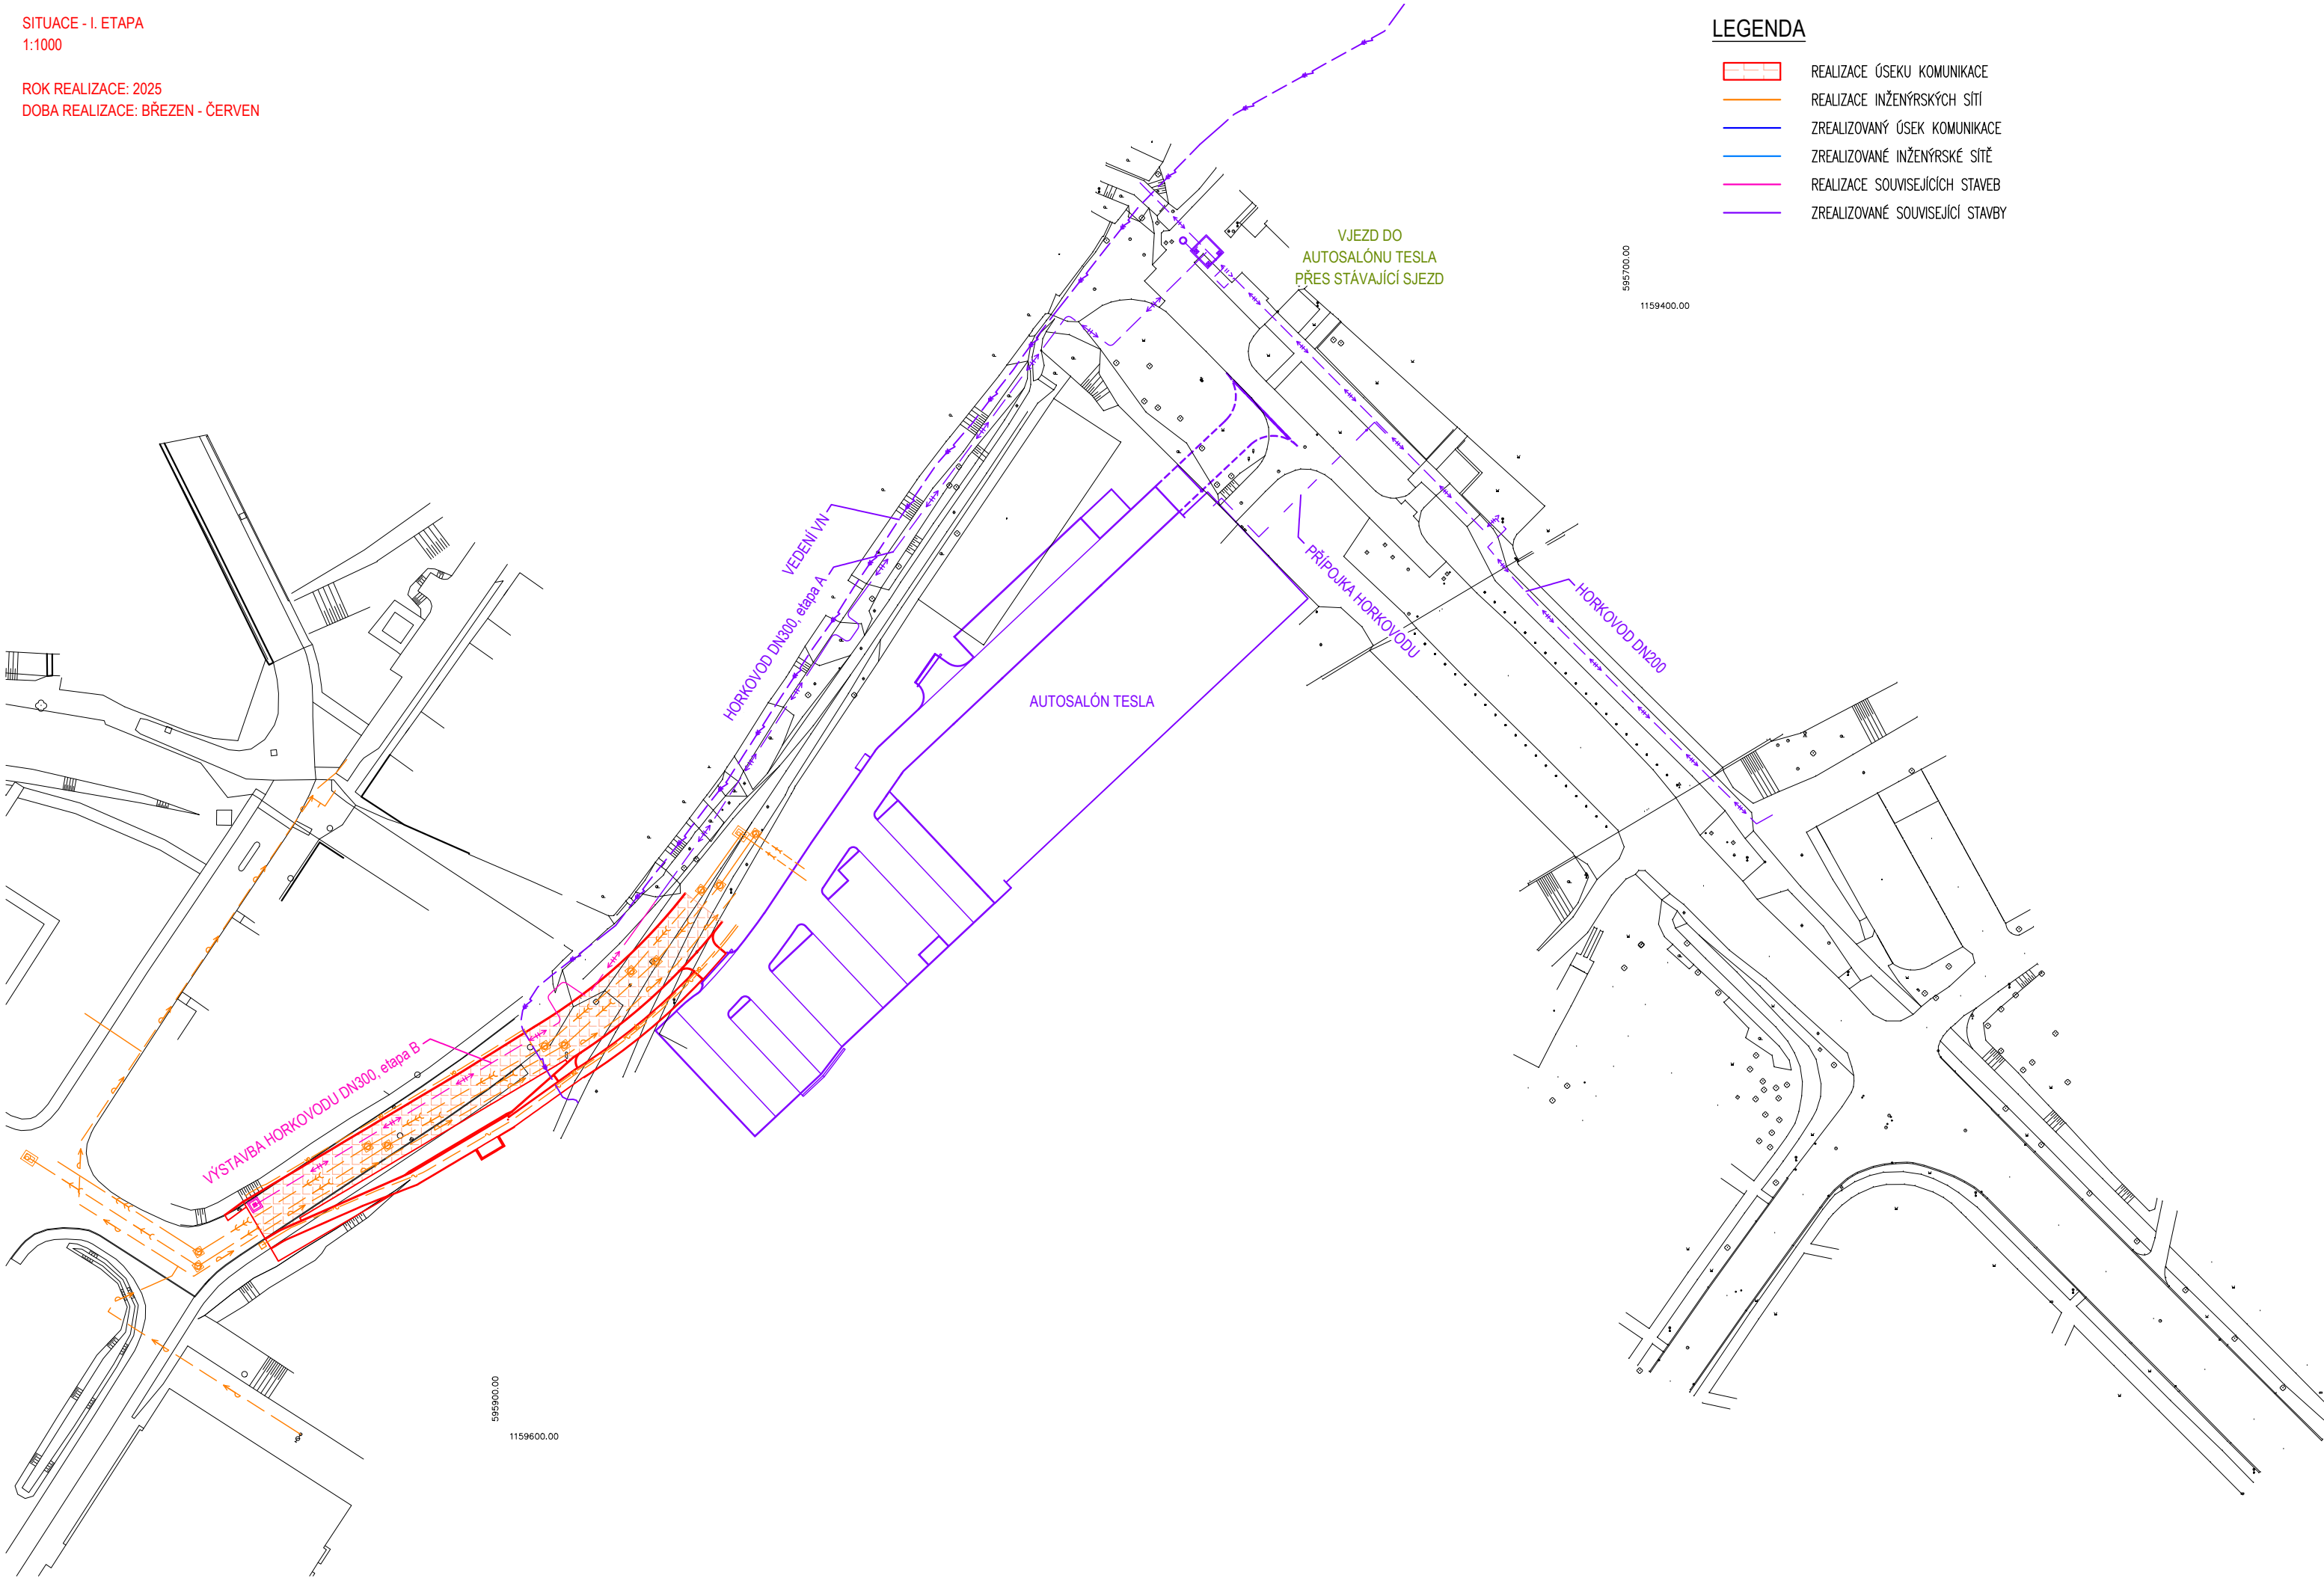 SITUACE - I. ETAPA
1:1000
ROK REALIZACE: 2025
DOBA REALIZACE: BŘEZEN - ČERVEN
LEGENDA
REALIZACE ÚSEKU KOMUNIKACE
REALIZACE INŽENÝRSKÝCH SÍTÍ
ZREALIZOVANÝ ÚSEK KOMUNIKACE
ZREALIZOVANÉ INŽENÝRSKÉ SÍTĚ
REALIZACE SOUVISEJÍCÍCH STAVEB
ZREALIZOVANÉ SOUVISEJÍCÍ STAVBY
VJEZD DO
AUTOSALÓNU TESLA
PŘES STÁVAJÍCÍ SJEZD
595700.00
1159400.00
VEDENÍ VN
HORKOVOD DN300, etapa A
PŘÍPOJKA HORKOVODU
HORKOVOD DN200
AUTOSALÓN TESLA
VÝSTAVBA HORKOVODU DN300, etapa B
595900.00
1159600.00